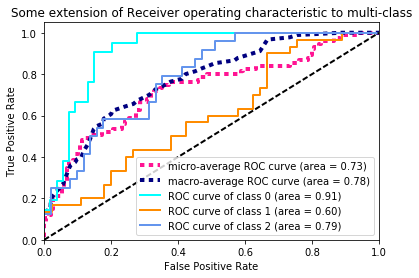 Some extension of Receiver operating characteristic to multi-class
1.0
0.8
0.6
0.4
0.2
0.0
True Positive Rate
micro-average ROC curve (area = 0.73)
macro-average ROC curve (area = 0.78)
ROC curve of class 0 (area = 0.91)
ROC curve of class 1 (area = 0.60)
ROC curve of class 2 (area = 0.79)
0.0 0.2 0.4 0.6 0.8 1.0
False Positive Rate